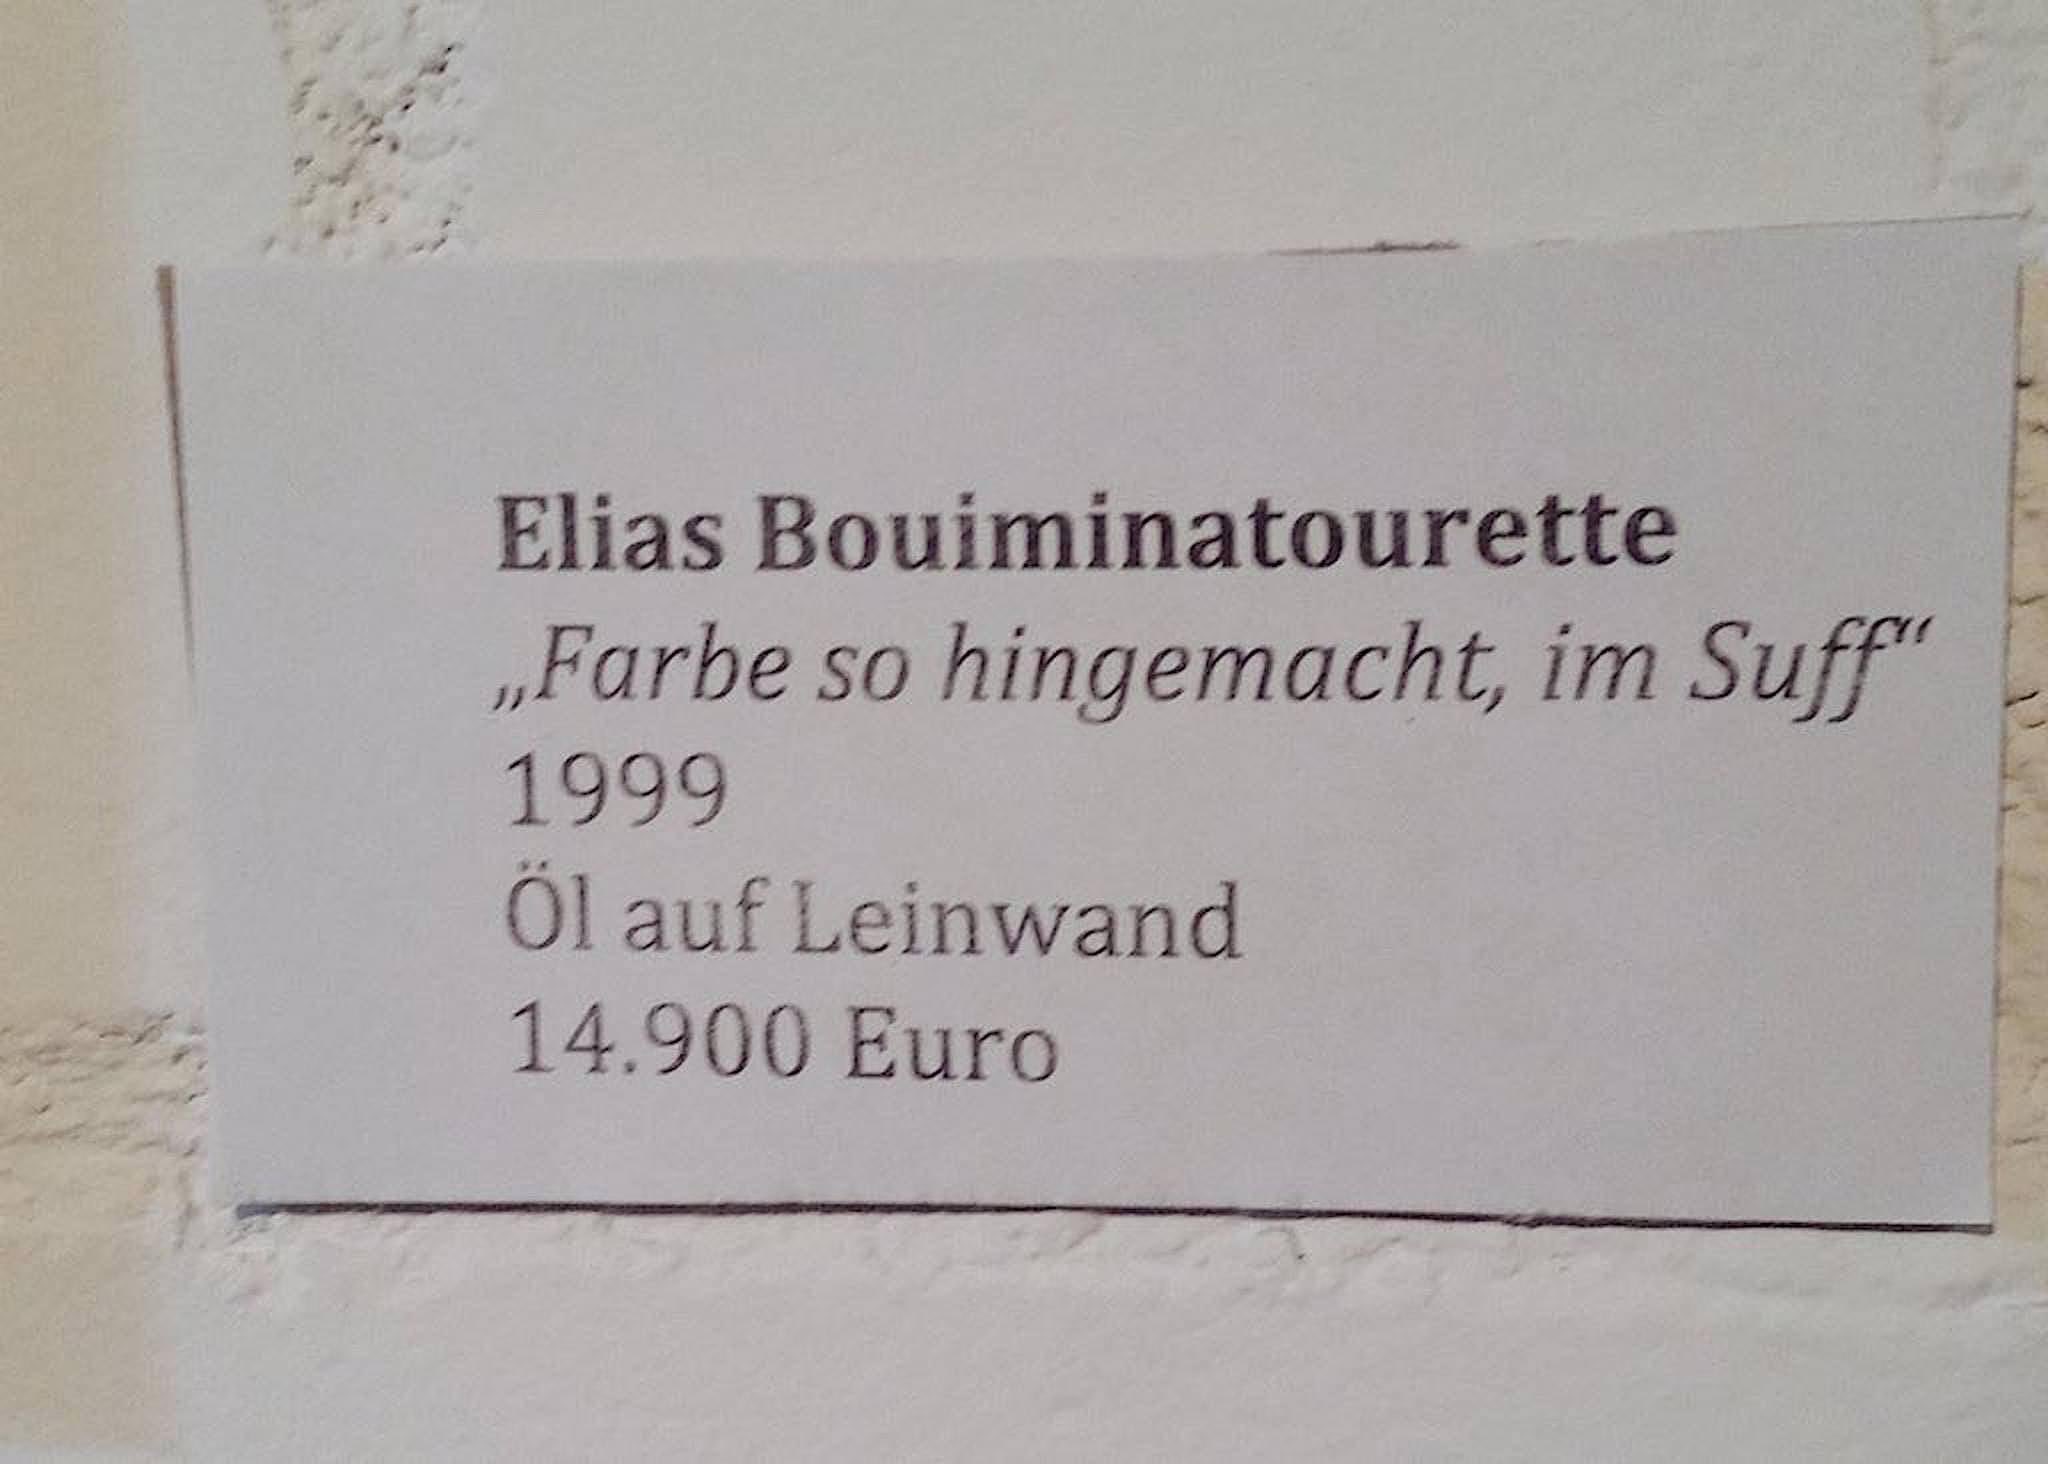 Elias Bouiminatourette
„Farbe so hingemacht, im Suff“
1999
Öl auf Leinwand
14.900 Euro